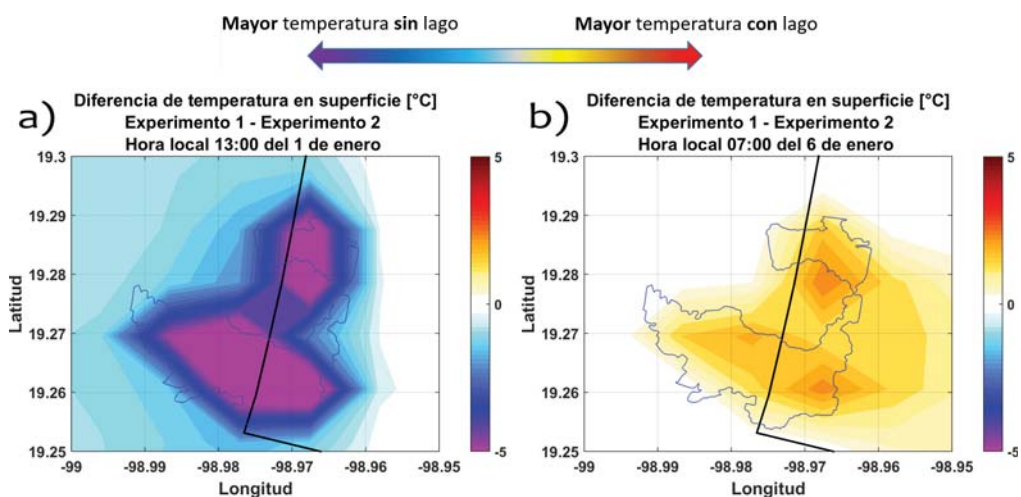 Mayor temperatura sin lago
Mayor temperatura con lago
a)
Diferencia de temperatura en superficie [°C]
Experimento 1 - Experimento 2
Hora local 13:00 del 1 de enero
19.3
19.29
19.28
19.27
19.26
19.25
Latitud
-99
-98.99
-98.98
-98.97
-98.96
-98.95
Longitud
5
0
-5
b)
Diferencia de temperatura en superficie [°C]
Experimento 1 - Experimento 2
Hora local 07:00 del 6 de enero
19.3
19.29
19.28
19.27
19.26
19.25
Latitud
-99
-98.99
-98.98
-98.97
-98.96
-98.95
Longitud
5
0
-5